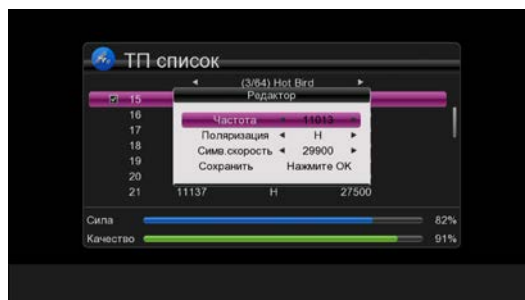 ТП список
(3/64) Hot Bird
Редактор
15
Частота 11013
16
Поляризация H
17
Симв.скорость 29900
18
Сохранить Нажмите OK
19
20
21 11137 H 27500
Сила 82%
Качество 91%